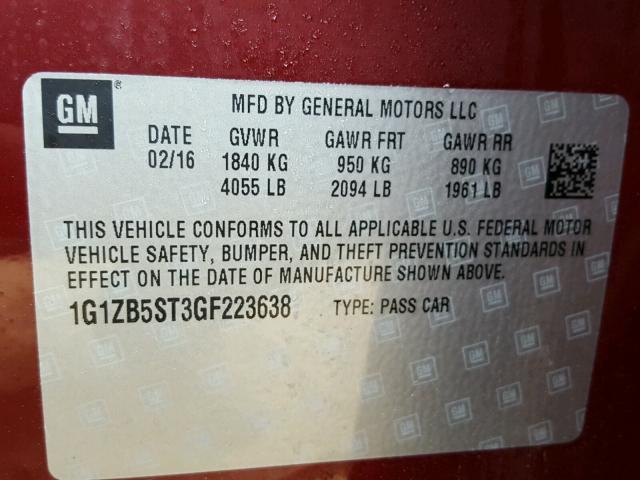 GM ®
MFD BY GENERAL MOTORS LLC
DATE GVWR GAWR FRT GAWR RR
02/16 1840 KG 950 KG 890 KG
4055 LB 2094 LB 1961 LB
THIS VEHICLE CONFORMS TO ALL APPLICABLE U.S. FEDERAL MOTOR
VEHICLE SAFETY, BUMPER, AND THEFT PREVENTION STANDARDS IN
EFFECT ON THE DATE OF MANUFACTURE SHOWN ABOVE.
1G1ZB5ST3GF223638 TYPE: PASS CAR